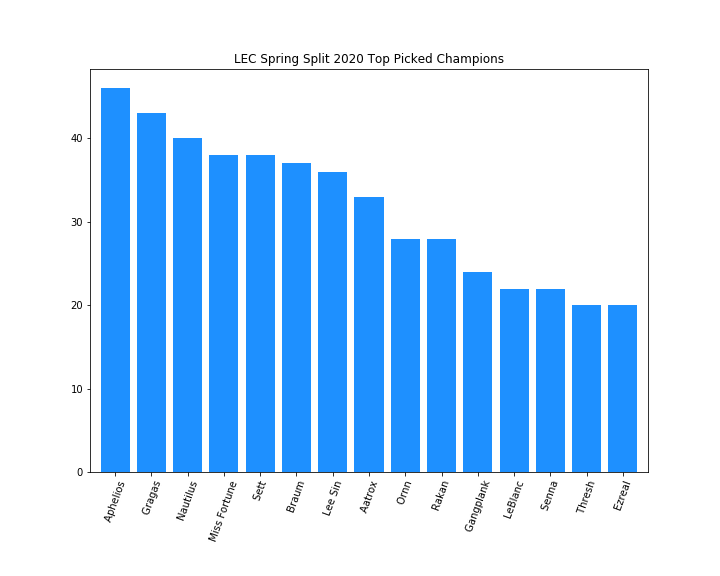 LEC Spring Split 2020 Top Picked Champions
40
30
20
10
0
Aphelios
Gragas
Nautilus
Miss Fortune
Sett
Braum
Lee Sin
Aatrox
Ornn
Rakan
Gangplank
LeBlanc
Senna
Thresh
Ezreal